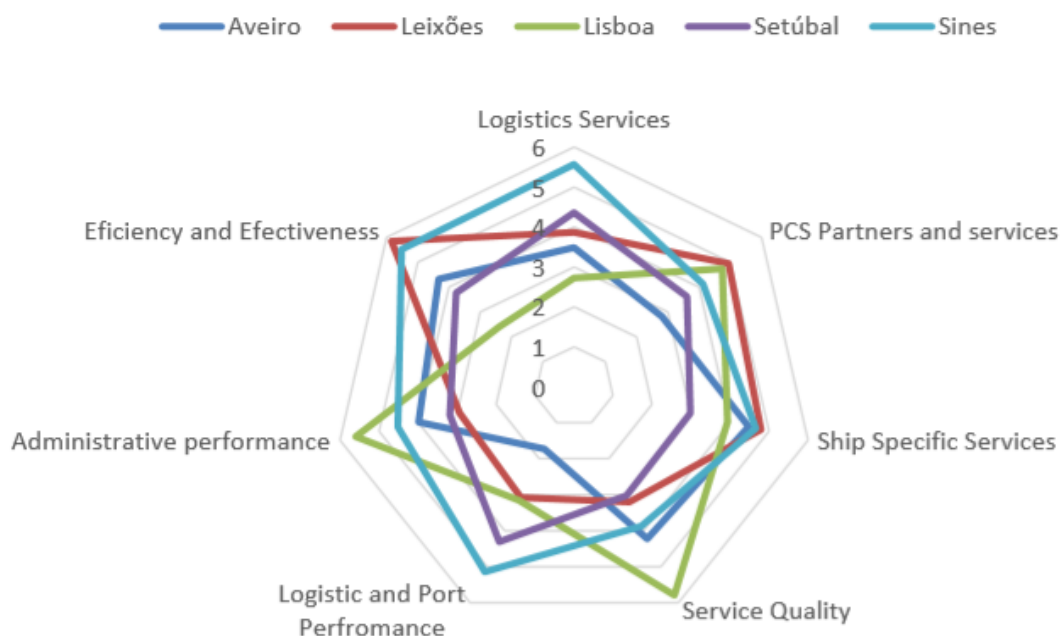 Aveiro Leixões Lisboa Setúbal Sines
Logistics Services
6
5
4
3
2
1
0
Eficiency and Efectiveness
PCS Partners and services
Administrative performance
Ship Specific Services
Logistic and Port
Perfromance
Service Quality